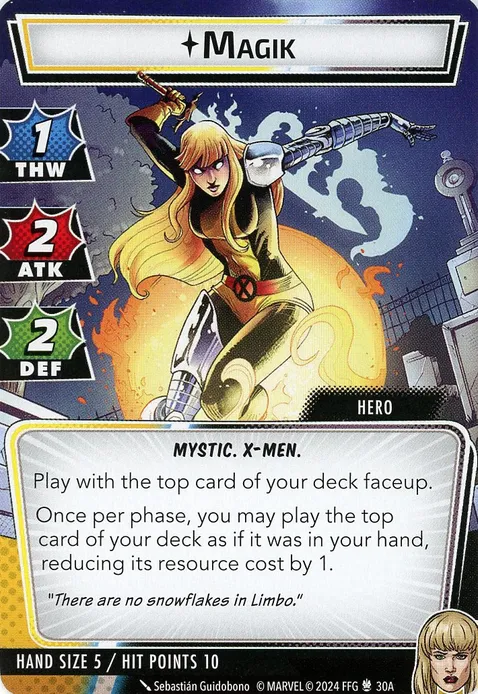 MAGIK
1
THW
2
ATK
2
DEF
HERO
MYSTIC. X-MEN.
Play with the top card of your deck faceup.
Once per phase, you may play the top
card of your deck as if it was in your hand,
reducing its resource cost by 1.
"There are no snowflakes in Limbo."
HAND SIZE 5 / HIT POINTS 10
Sebastián Guidobono © MARVEL © 2024 FFG 30A